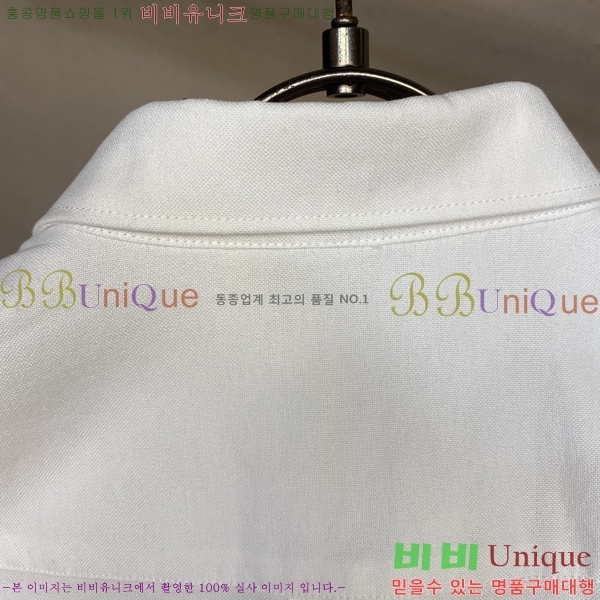 홍콩명품쇼핑몰 1위 비비유니크 명품구매대행
BBUniQue 동종업계 최고의 품질 NO.1 BBUniQue
비비 Unique
-본 이미지는 비비유니크에서 촬영한 100% 실사 이미지 입니다.-
믿을수 있는 명품구매대행